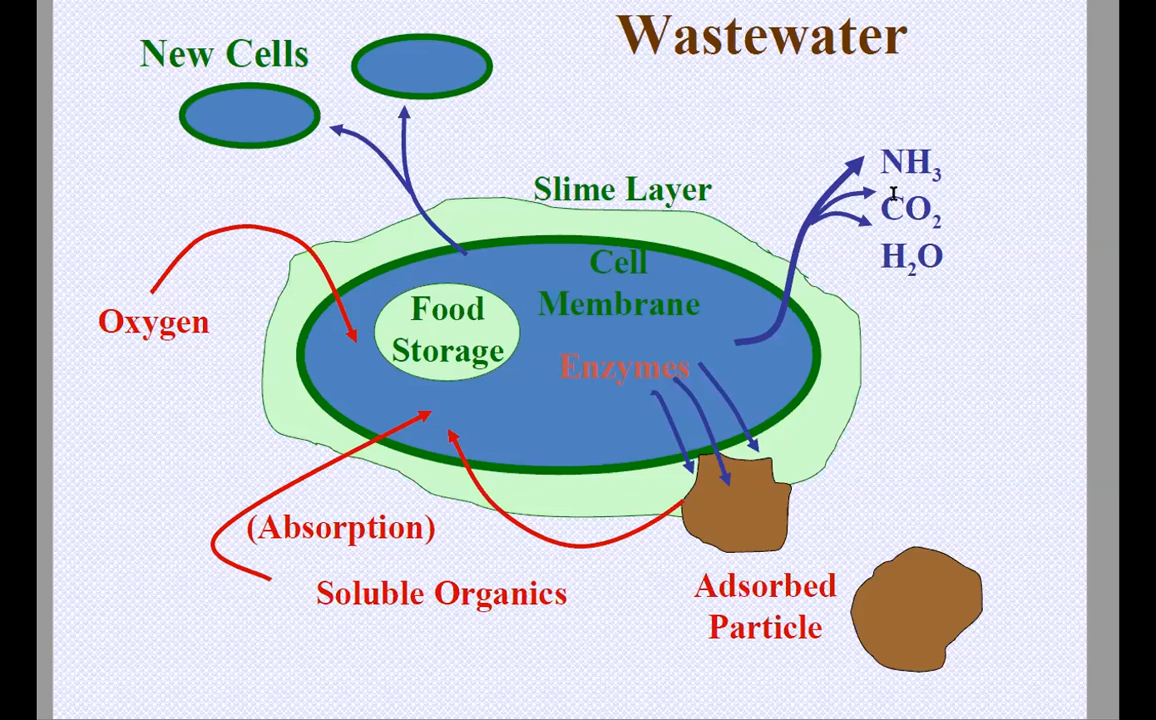 Wastewater
New Cells
NH₃
CO₂
H₂O
Slime Layer
Cell
Membrane
Food
Storage
Oxygen
Enzymes
(Absorption)
Soluble Organics
Adsorbed
Particle